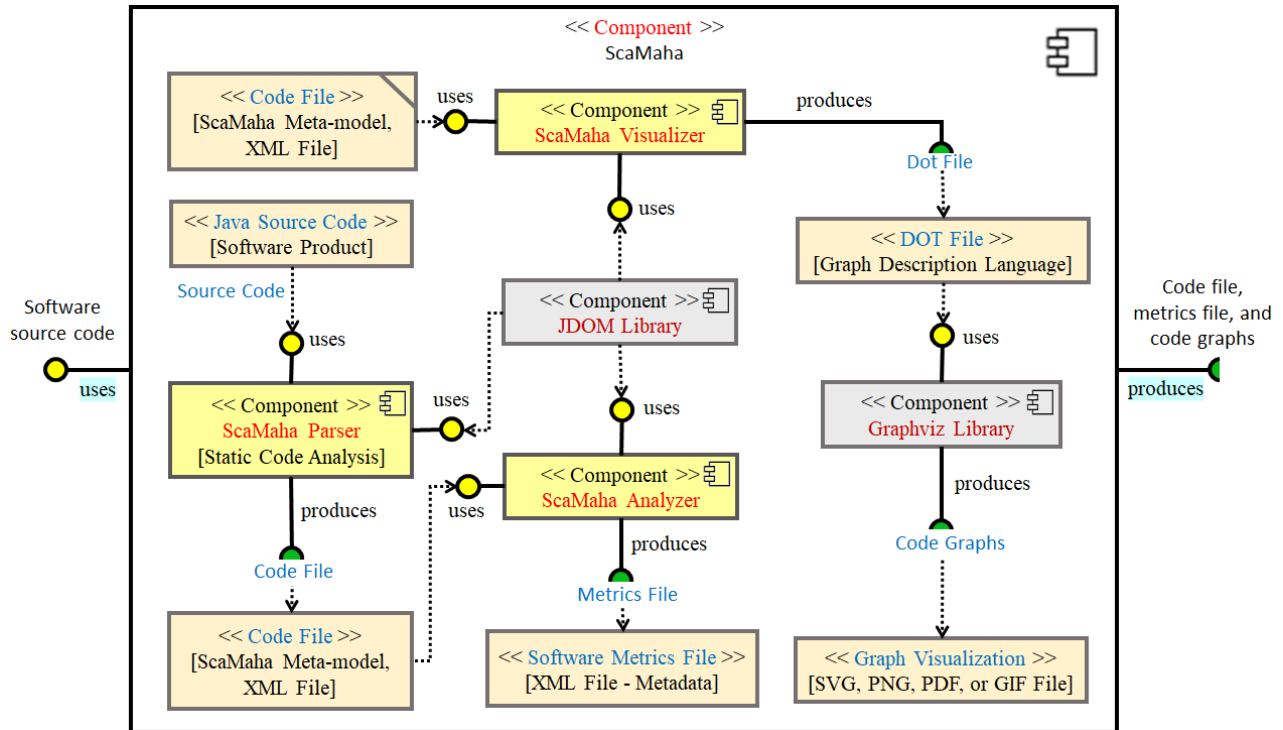 << Component >>
ScaMaha
<< Code File >>
[ScaMaha Meta-model,
XML File]
uses
<< Component >>
ScaMaha Visualizer
produces
Dot File
uses
<< Java Source Code >>
[Software Product]
Source Code
uses
<< DOT File >>
[Graph Description Language]
uses
<< Component >>
JDOM Library
Software
source code
uses
Code file,
metrics file, and
code graphs
produces
<< Component >>
ScaMaha Parser
[Static Code Analysis]
uses
uses
<< Component >>
Graphviz Library
produces
Code Graphs
<< Component >>
ScaMaha Analyzer
uses
produces
Code File
produces
Metrics File
<< Code File >>
[ScaMaha Meta-model,
XML File]
<< Software Metrics File >>
[XML File - Metadata]
<< Graph Visualization >>
[SVG, PNG, PDF, or GIF File]